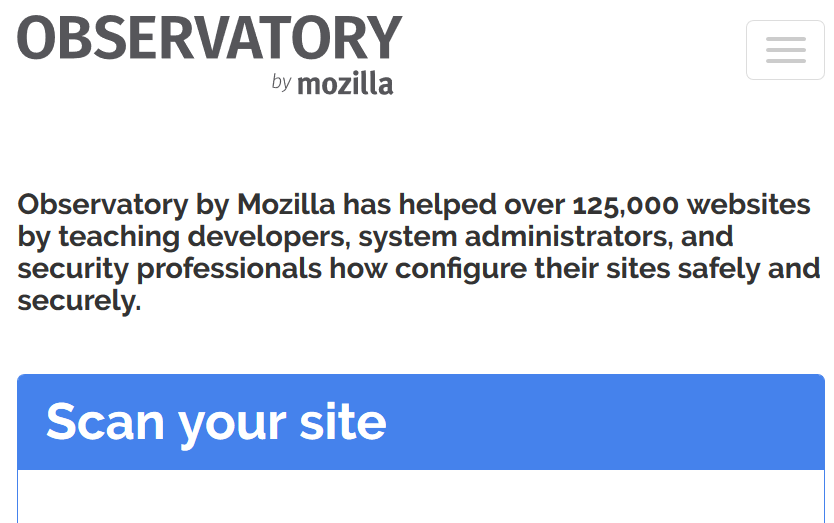 OBSERVATORY
by mozilla
Observatory by Mozilla has helped over 125,000 websites
by teaching developers, system administrators, and
security professionals how configure their sites safely and
securely.
Scan your site